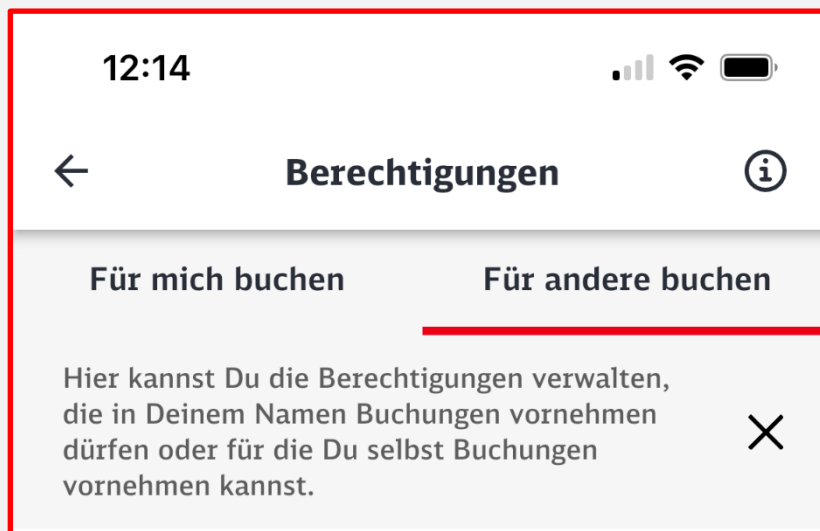 12:14
Berechtigungen
Für mich buchen
Für andere buchen
Hier kannst Du die Berechtigungen verwalten,
die in Deinem Namen Buchungen vornehmen
dürfen oder für die Du selbst Buchungen
vornehmen kannst.